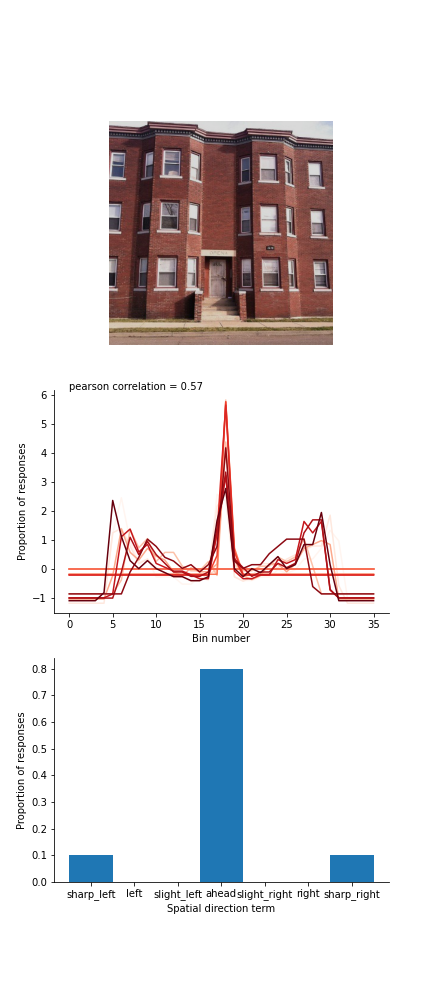 pearson correlation = 0.57
Proportion of responses
6
5
4
3
2
1
0
−1
0 5 10 15 20 25 30 35
Bin number
Proportion of responses
0.8
0.7
0.6
0.5
0.4
0.3
0.2
0.1
0.0
sharp_left left slight_left ahead slight_right right sharp_right
Spatial direction term